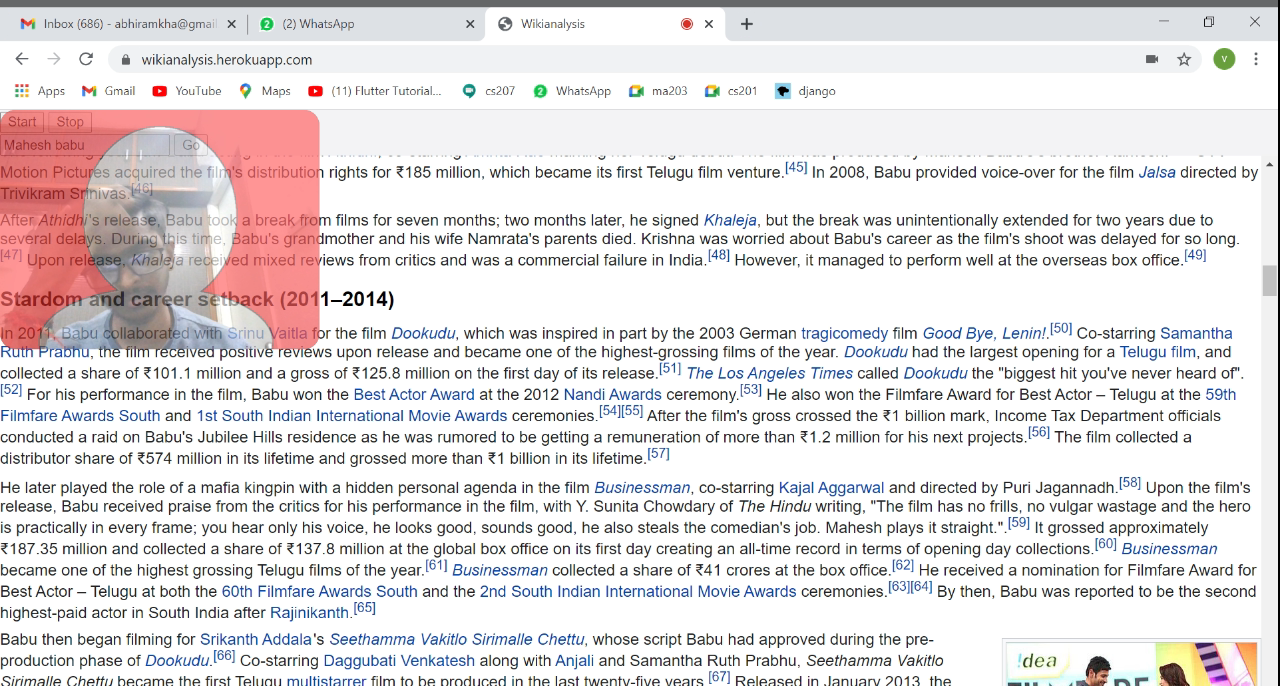 Inbox (686) - abhiramkha@gmai
(2) WhatsApp
Wikianalysis
wikianalysis.herokuapp.com
V
Apps Gmail YouTube Maps (11) Flutter Tutorial... cs207 WhatsApp ma203 cs201 django
Start Stop
Mahesh babu Go
Motion Pictures acquired the film's distribution rights for ₹185 million, which became its first Telugu film venture.[45] In 2008, Babu provided voice-over for the film Jalsa directed by
Trivikram Srinivas.[46]
After Athidhi's release, Babu took a break from films for seven months; two months later, he signed Khaleja, but the break was unintentionally extended for two years due to
several delays. During this time, Babu's grandmother and his wife Namrata's parents died. Krishna was worried about Babu's career as the film's shoot was delayed for so long.
[47] Upon release, Khaleja received mixed reviews from critics and was a commercial failure in India.[48] However, it managed to perform well at the overseas box office.[49]
Stardom and career setback (2011–2014)
In 2011, Babu collaborated with Srinu Vaitla for the film Dookudu, which was inspired in part by the 2003 German tragicomedy film Good Bye, Lenin!.[50] Co-starring Samantha
Ruth Prabhu, the film received positive reviews upon release and became one of the highest-grossing films of the year. Dookudu had the largest opening for a Telugu film, and
collected a share of ₹101.1 million and a gross of ₹125.8 million on the first day of its release.[51] The Los Angeles Times called Dookudu the "biggest hit you've never heard of".
[52] For his performance in the film, Babu won the Best Actor Award at the 2012 Nandi Awards ceremony.[53] He also won the Filmfare Award for Best Actor – Telugu at the 59th
Filmfare Awards South and 1st South Indian International Movie Awards ceremonies.[54][55] After the film's gross crossed the ₹1 billion mark, Income Tax Department officials
conducted a raid on Babu's Jubilee Hills residence as he was rumored to be getting a remuneration of more than ₹1.2 million for his next projects.[56] The film collected a
distributor share of ₹574 million in its lifetime and grossed more than ₹1 billion in its lifetime.[57]
He later played the role of a mafia kingpin with a hidden personal agenda in the film Businessman, co-starring Kajal Aggarwal and directed by Puri Jagannadh.[58] Upon the film's
release, Babu received praise from the critics for his performance in the film, with Y. Sunita Chowdary of The Hindu writing, "The film has no frills, no vulgar wastage and the hero
is practically in every frame; you hear only his voice, he looks good, sounds good, he also steals the comedian's job. Mahesh plays it straight.".[59] It grossed approximately
₹187.35 million and collected a share of ₹137.8 million at the global box office on its first day creating an all-time record in terms of opening day collections.[60] Businessman
became one of the highest grossing Telugu films of the year.[61] Businessman collected a share of ₹41 crores at the box office.[62] He received a nomination for Filmfare Award for
Best Actor – Telugu at both the 60th Filmfare Awards South and the 2nd South Indian International Movie Awards ceremonies.[63][64] By then, Babu was reported to be the second
highest-paid actor in South India after Rajinikanth.[65]
Babu then began filming for Srikanth Addala's Seethamma Vakitlo Sirimalle Chettu, whose script Babu had approved during the pre-
production phase of Dookudu.[66] Co-starring Daggubati Venkatesh along with Anjali and Samantha Ruth Prabhu, Seethamma Vakitlo
Sirimalle Chettu became the first Telugu multistarrer film to be produced in the last twenty-five years.[67] Released in January 2013, the
!dea